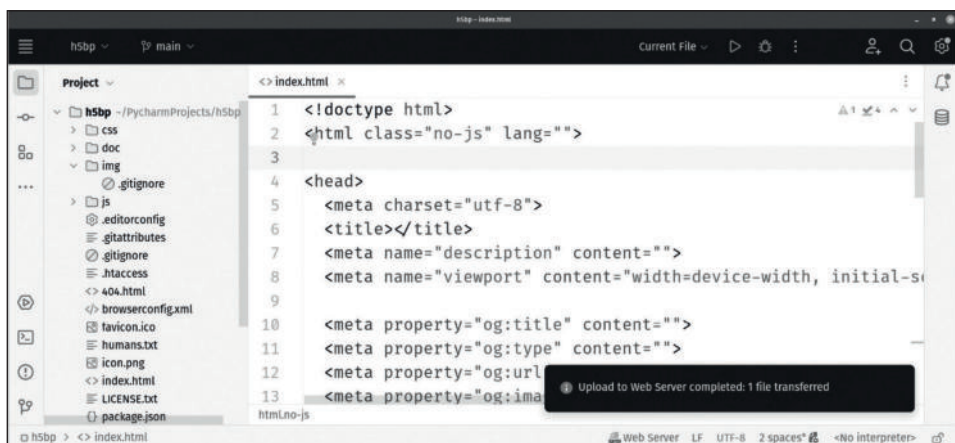 h5bp – index.html
h5bp main Current File
Project
index.html
h5bp ~/PycharmProjects/h5bp
css
doc
img
.gitignore
js
.editorconfig
.gitattributes
.gitignore
.htaccess
404.html
browserconfig.xml
favicon.ico
humans.txt
icon.png
index.html
LICENSE.txt
package.json
1 <!doctype html>
2 <html class="no-js" lang="">
3
4 <head>
5 <meta charset="utf-8">
6 <title></title>
7 <meta name="description" content="">
8 <meta name="viewport" content="width=device-width, initial-s
9
10 <meta property="og:title" content="">
11 <meta property="og:type" content="">
12 <meta property="og:url
13 <meta property="og:ima
1 4
Upload to Web Server completed: 1 file transferred
html.no-js
h5bp > <> index.html Web Server LF UTF-8 2 spaces* <No interpreter>